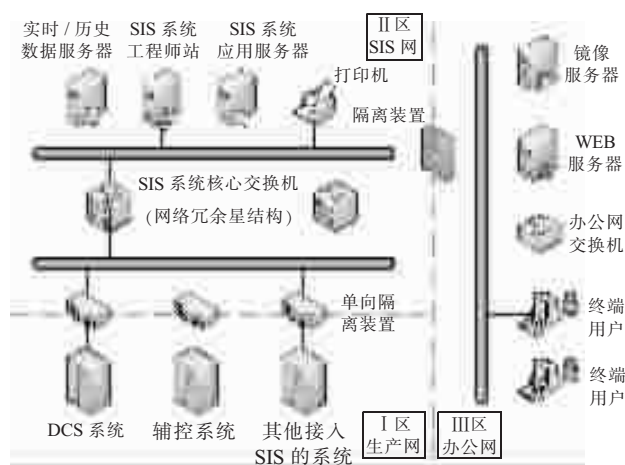 实时 / 历史
数据服务器
SIS 系统
工程师站
SIS 系统
应用服务器
打印机
Ⅱ区
SIS 网
隔离装置
镜像
服务器
WEB
服务器
SIS 系统核心交换机
(网络冗余星结构)
办公网
交换机
单向隔
离装置
终端
用户
终端
用户
DCS 系统
辅控系统
其他接入
SIS 的系统
Ⅰ区
生产网
Ⅲ区
办公网